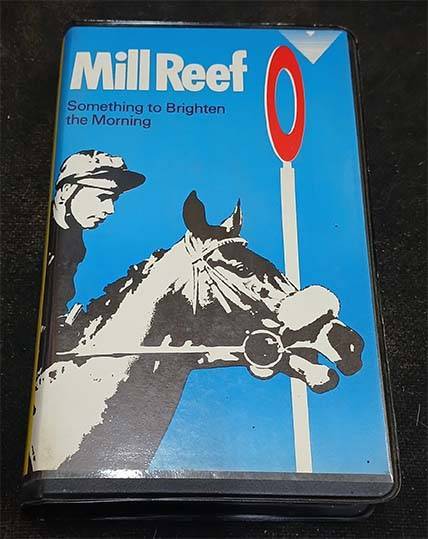 Mill Reef
Something to Brighten
the Morning